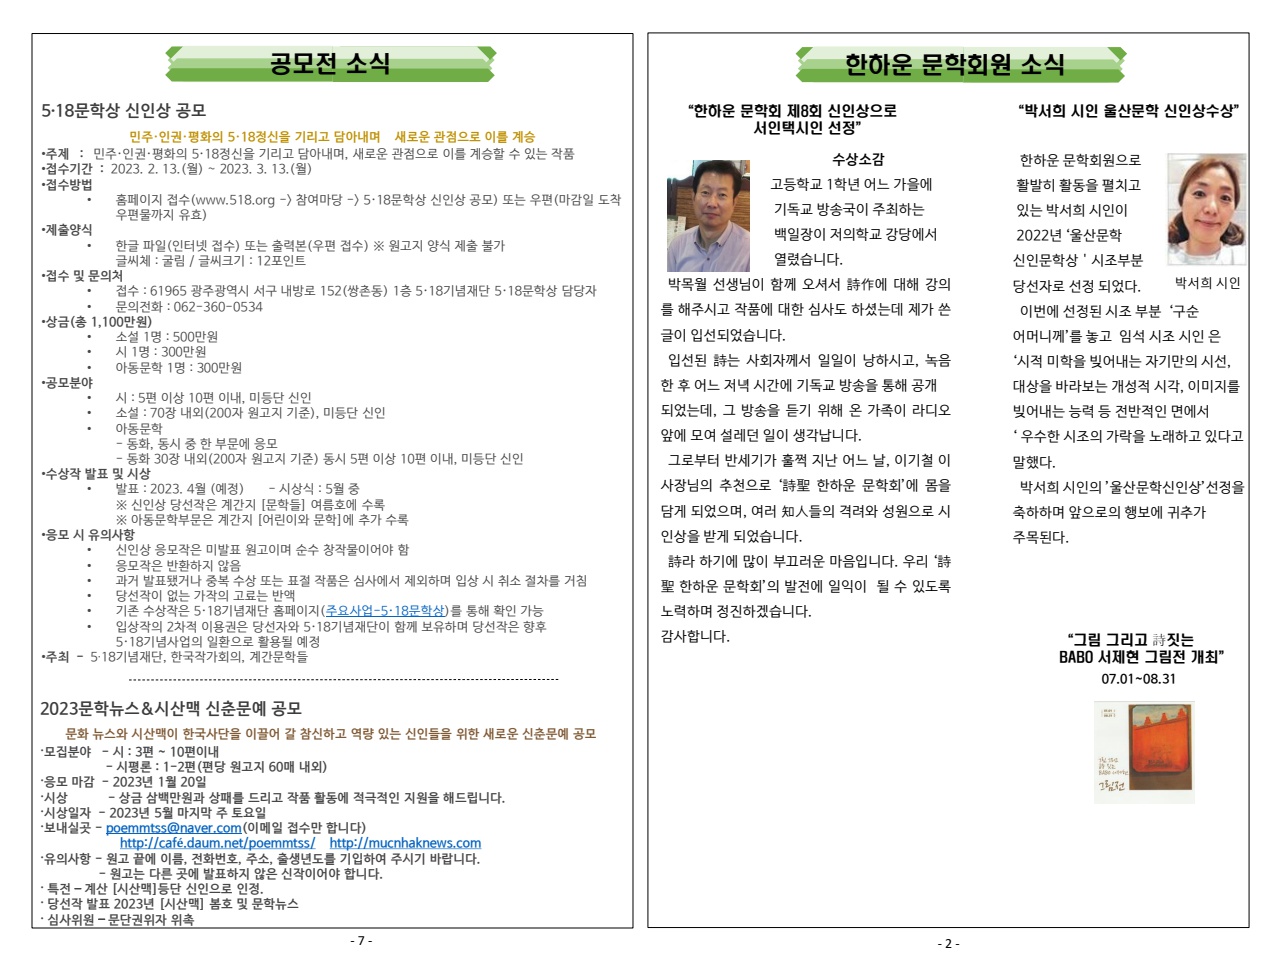 공모전 소식
5·18문학상 신인상 공모
민주·인권·평화의 5·18정신을 기리고 담아내며 새로운 관점으로 이를 계승
•주제 : 민주·인권·평화의 5·18정신을 기리고 담아내며, 새로운 관점으로 이를 계승할 수 있는 작품
•접수기간 : 2023. 2. 13.(월) ~ 2023. 3. 13.(월)
•접수방법
• 홈페이지 접수(www.518.org -> 참여마당 -> 5·18문학상 신인상 공모) 또는 우편(마감일 도착
우편물까지 유효)
•제출양식
• 한글 파일(인터넷 접수) 또는 출력본(우편 접수) ※ 원고지 양식 제출 불가
글씨체 : 굴림 / 글씨크기 : 12포인트
•접수 및 문의처
• 접수 : 61965 광주광역시 서구 내방로 152(쌍촌동) 1층 5·18기념재단 5·18문학상 담당자
• 문의전화 : 062-360-0534
•상금(총 1,100만원)
• 소설 1명 : 500만원
• 시 1명 : 300만원
• 아동문학 1명 : 300만원
•공모분야
• 시 : 5편 이상 10편 이내, 미등단 신인
• 소설 : 70장 내외(200자 원고지 기준), 미등단 신인
• 아동문학
- 동화, 동시 중 한 부문에 응모
- 동화 30장 내외(200자 원고지 기준) 동시 5편 이상 10편 이내, 미등단 신인
•수상작 발표 및 시상
• 발표 : 2023. 4월 (예정) - 시상식 : 5월 중
※ 신인상 당선작은 계간지 [문학들] 여름호에 수록
※ 아동문학부문은 계간지 [어린이와 문학]에 추가 수록
•응모 시 유의사항
• 신인상 응모작은 미발표 원고이며 순수 창작물이어야 함
• 응모작은 반환하지 않음
• 과거 발표됐거나 중복 수상 또는 표절 작품은 심사에서 제외하며 입상 시 취소 절차를 거침
• 당선작이 없는 가작의 고료는 반액
• 기존 수상작은 5·18기념재단 홈페이지(주요사업-5·18문학상)를 통해 확인 가능
• 입상작의 2차적 이용권은 당선자와 5·18기념재단이 함께 보유하며 당선작은 향후
5·18기념사업의 일환으로 활용될 예정
•주최 - 5·18기념재단, 한국작가회의, 계간문학들
2023문학뉴스&시산맥 신춘문예 공모
문화 뉴스와 시산맥이 한국사단을 이끌어 갈 참신하고 역량 있는 신인들을 위한 새로운 신춘문예 공모
·모집분야 - 시 : 3편 ~ 10편이내
- 시평론 : 1-2편(편당 원고지 60매 내외)
·응모 마감 - 2023년 1월 20일
·시상 - 상금 삼백만원과 상패를 드리고 작품 활동에 적극적인 지원을 해드립니다.
·시상일자 - 2023년 5월 마지막 주 토요일
·보내실곳 - poemmtss@naver.com(이메일 접수만 합니다)
http://café.daum.net/poemmtss/ http://mucnhaknews.com
·유의사항 - 원고 끝에 이름, 전화번호, 주소, 출생년도를 기입하여 주시기 바랍니다.
- 원고는 다른 곳에 발표하지 않은 신작이어야 합니다.
· 특전 – 계산 [시산맥]등단 신인으로 인정.
· 당선작 발표 2023년 [시산맥] 봄호 및 문학뉴스
· 심사위원 – 문단권위자 위촉
- 7 -
한하운 문학회원 소식
“한하운 문학회 제8회 신인상으로
서인택시인 선정”
수상소감
고등학교 1학년 어느 가을에
기독교 방송국이 주최하는
백일장이 저의학교 강당에서
열렸습니다.
박목월 선생님이 함께 오셔서 詩作에 대해 강의
를 해주시고 작품에 대한 심사도 하셨는데 제가 쓴
글이 입선되었습니다.
입선된 詩는 사회자께서 일일이 낭하시고, 녹음
한 후 어느 저녁 시간에 기독교 방송을 통해 공개
되었는데, 그 방송을 듣기 위해 온 가족이 라디오
앞에 모여 설레던 일이 생각납니다.
그로부터 반세기가 훌쩍 지난 어느 날, 이기철 이
사장님의 추천으로 ‘詩聖 한하운 문학회’에 몸을
담게 되었으며, 여러 知人들의 격려와 성원으로 시
인상을 받게 되었습니다.
詩라 하기에 많이 부끄러운 마음입니다. 우리 ‘詩
聖 한하운 문학회’의 발전에 일익이 될 수 있도록
노력하며 정진하겠습니다.
감사합니다.
“박서희 시인 울산문학 신인상수상”
한하운 문학회원으로
활발히 활동을 펼치고
있는 박서희 시인이
2022년 ‘울산문학
신인문학상 ' 시조부분
당선자로 선정 되었다.
박서희 시인
이번에 선정된 시조 부분 ‘구순
어머니께’를 놓고 임석 시조 시인 은
‘시적 미학을 빚어내는 자기만의 시선,
대상을 바라보는 개성적 시각, 이미지를
빚어내는 능력 등 전반적인 면에서
‘ 우수한 시조의 가락을 노래하고 있다고
말했다.
박서희 시인의 ’울산문학신인상’선정을
축하하며 앞으로의 행보에 귀추가
주목된다.
“그림 그리고 詩짓는
BABO 서제현 그림전 개최”
07.01~08.31
그림전
- 2 -